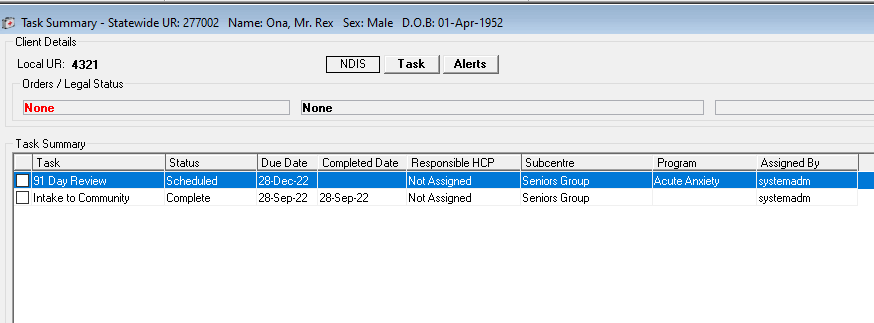 Task Summary - Statewide UR: 277002 Name: Ona, Mr. Rex Sex: Male D.O.B: 01-Apr-1952
Client Details
Local UR: 4321 NDIS Task Alerts
Orders / Legal Status
None None
Task Summary
Task Status Due Date Completed Date Responsible HCP Subcentre Program Assigned By
91 Day Review Scheduled 28-Dec-22 Not Assigned Seniors Group Acute Anxiety systemadm
Intake to Community Complete 28-Sep-22 28-Sep-22 Not Assigned Seniors Group systemadm